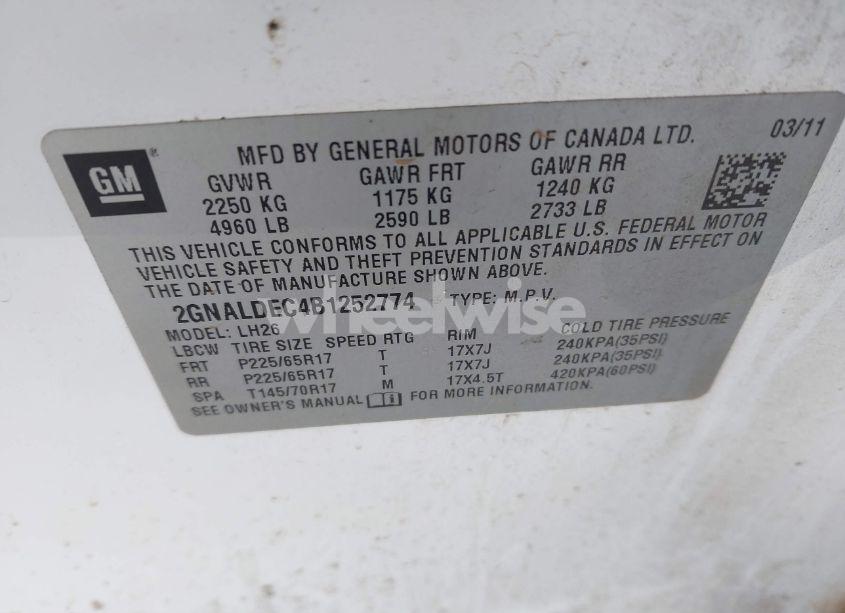 MFD BY GENERAL MOTORS OF CANADA LTD. 03/11
GM®
GVWR GAWR FRT GAWR RR
2250 KG 1175 KG 1240 KG
4960 LB 2590 LB 2733 LB
THIS VEHICLE CONFORMS TO ALL APPLICABLE U.S. FEDERAL MOTOR
VEHICLE SAFETY AND THEFT PREVENTION STANDARDS IN EFFECT ON
THE DATE OF MANUFACTURE SHOWN ABOVE.
2GNALDEC4B1252774 TYPE: M.P.V.
wheelwise
MODEL: LH26
LBCW TIRE SIZE SPEED RTG RIM COLD TIRE PRESSURE
FRT P225/65R17 T 17X7J 240KPA(35PSI)
RR P225/65R17 T 17X7J 240KPA(35PSI)
SPA T145/70R17 M 17X4.5T 420KPA(60PSI)
SEE OWNER'S MANUAL FOR MORE INFORMATION.